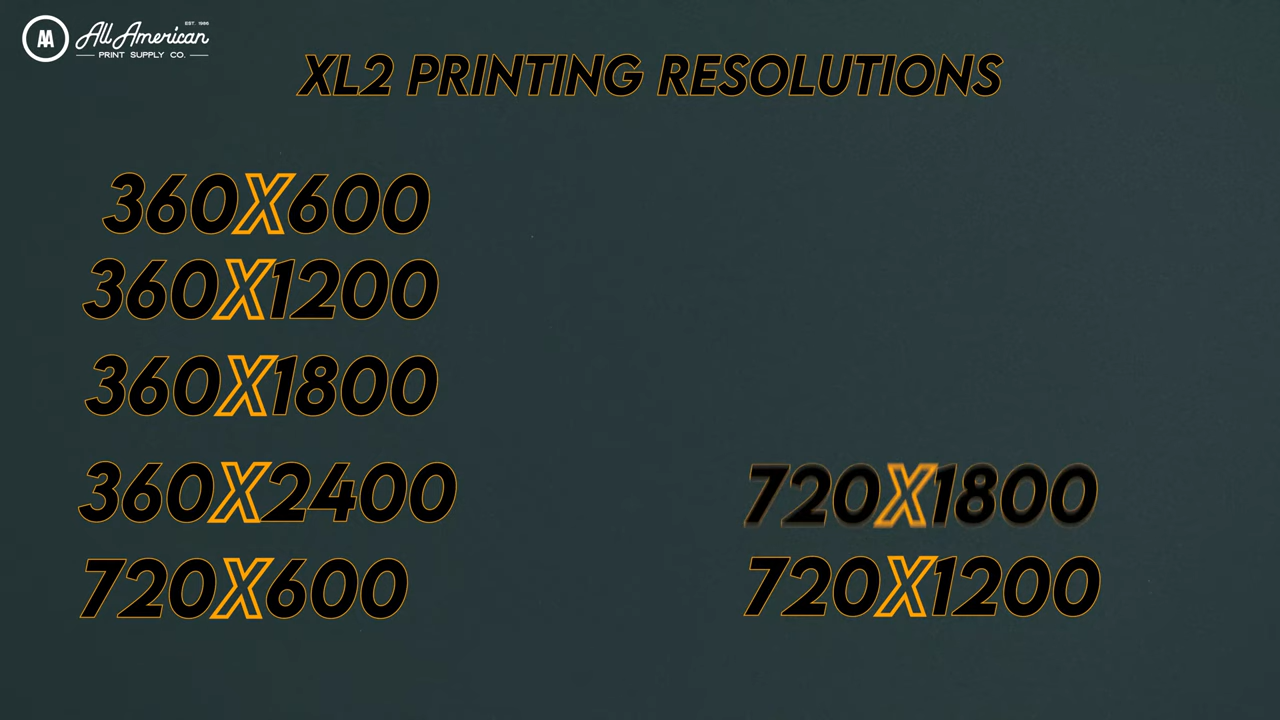 EST. 1986
AA
All American
PRINT SUPPLY CO.
XL2 PRINTING RESOLUTIONS
360X600
360X1200
360X1800
360X2400
720X600
720X1800
720X1200